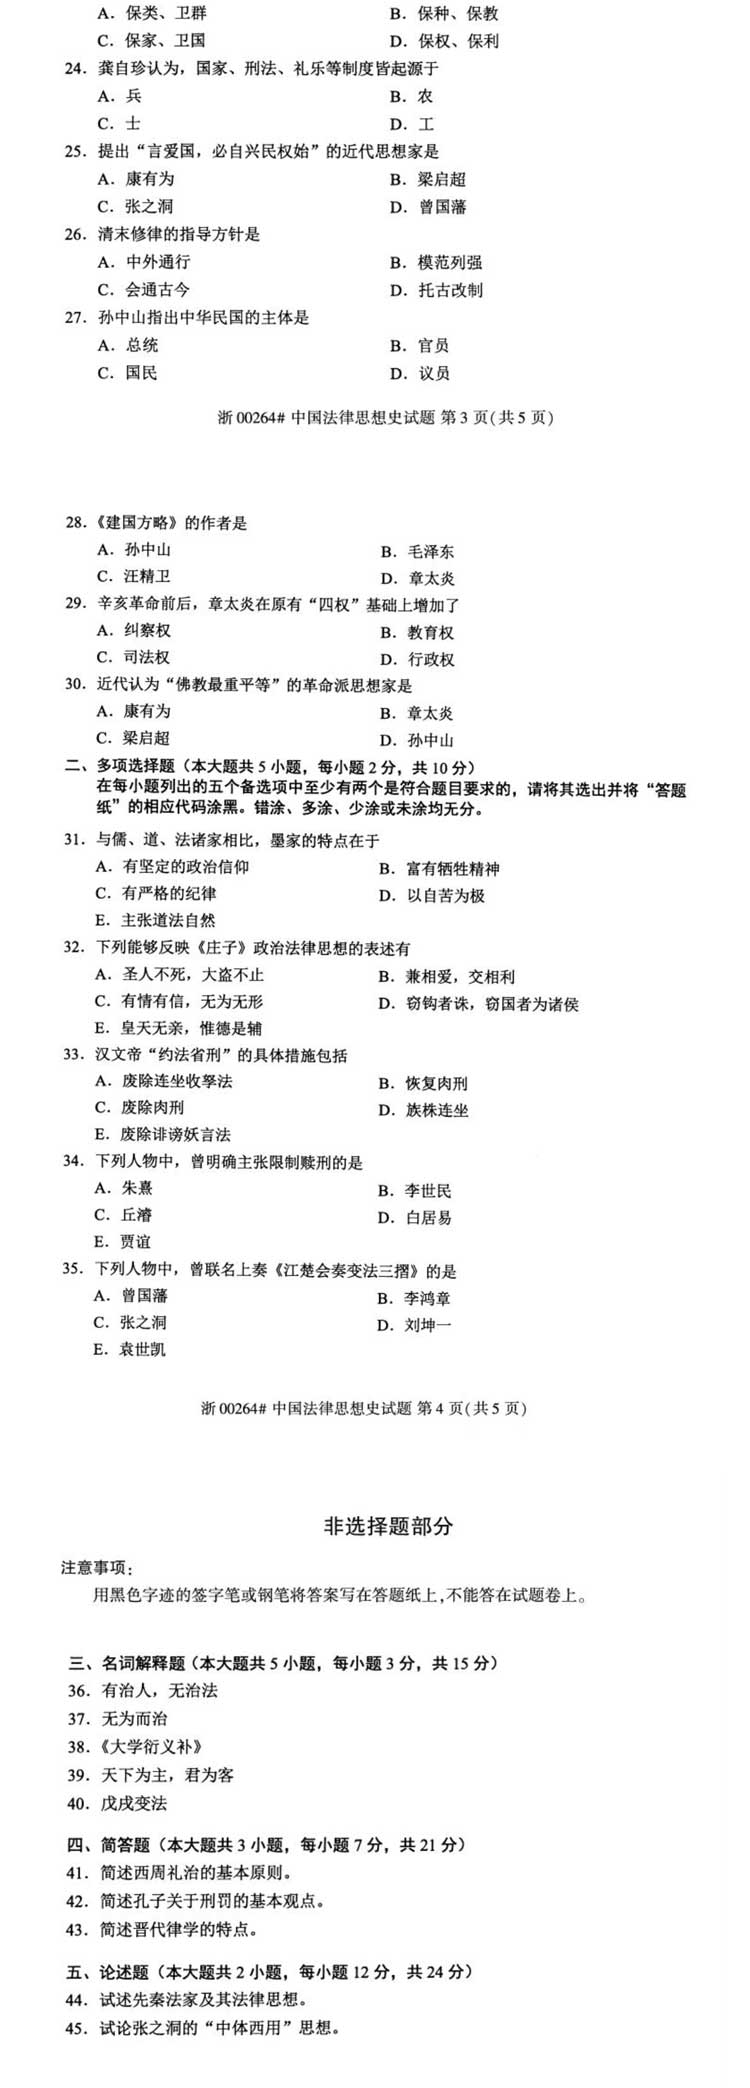 A．保类、卫群 B．保种、保教
C．保家、卫国 D．保权、保利
24．龚自珍认为，国家、刑法、礼乐等制度皆起源于
A．兵 B．农
C．士 D．工
25．提出“言爱国，必自兴民权始”的近代思想家是
A．康有为 B．梁启超
C．张之洞 D．曾国藩
26．清末修律的指导方针是
A．中外通行 B．模范列强
C．会通古今 D．托古改制
27．孙中山指出中华民国的主体是
A．总统 B．官员
C．国民 D．议员
浙 00264# 中国法律思想史试题 第 3 页(共 5 页)
28．《建国方略》的作者是
A．孙中山 B．毛泽东
C．汪精卫 D．章太炎
29．辛亥革命前后，章太炎在原有“四权”基础上增加了
A．纠察权 B．教育权
C．司法权 D．行政权
30．近代认为“佛教最重平等”的革命派思想家是
A．康有为 B．章太炎
C．梁启超 D．孙中山
二、多项选择题（本大题共 5 小题，每小题 2 分，共 10 分）
在每小题列出的五个备选项中至少有两个是符合题目要求的，请将其选出并将“答题
纸”的相应代码涂黑。错涂、多涂、少涂或未涂均无分。
31．与儒、道、法诸家相比，墨家的特点在于
A．有坚定的政治信仰 B．富有牺牲精神
C．有严格的纪律 D．以自苦为极
E．主张道法自然
32．下列能够反映《庄子》政治法律思想的表述有
A．圣人不死，大盗不止 B．兼相爱，交相利
C．有情有信，无为无形 D．窃钩者诛，窃国者为诸侯
E．皇天无亲，惟德是辅
33．汉文帝“约法省刑”的具体措施包括
A．废除连坐收孥法 B．恢复肉刑
C．废除肉刑 D．族株连坐
E．废除诽谤妖言法
34．下列人物中，曾明确主张限制赎刑的是
A．朱熹 B．李世民
C．丘濬 D．白居易
E．贾谊
35．下列人物中，曾联名上奏《江楚会奏变法三摺》的是
A．曾国藩 B．李鸿章
C．张之洞 D．刘坤一
E．袁世凯
浙 00264# 中国法律思想史试题 第 4 页(共 5 页)
非选择题部分
注意事项：
用黑色字迹的签字笔或钢笔将答案写在答题纸上,不能答在试题卷上。
三、名词解释题（本大题共 5 小题，每小题 3 分，共 15 分）
36．有治人，无治法
37．无为而治
38．《大学衍义补》
39．天下为主，君为客
40．戊戌变法
四、简答题（本大题共 3 小题，每小题 7 分，共 21 分）
41．简述西周礼治的基本原则。
42．简述孔子关于刑罚的基本观点。
43．简述晋代律学的特点。
五、论述题（本大题共 2 小题，每小题 12 分，共 24 分）
44．试述先秦法家及其法律思想。
45．试论张之洞的“中体西用”思想。